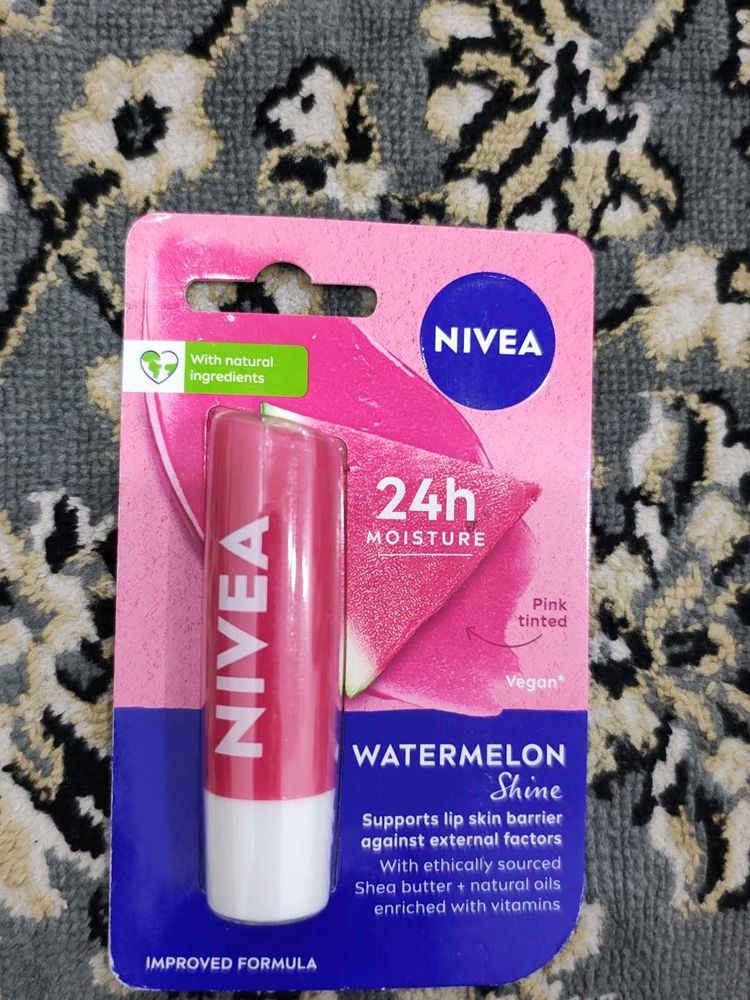 NIVEA
With natural
ingredients
24h
MOISTURE
NIVEA
Pink
tinted
Vegan*
WATERMELON
Shine
Supports lip skin barrier
against external factors
With ethically sourced
Shea butter + natural oils
enriched with vitamins
IMPROVED FORMULA